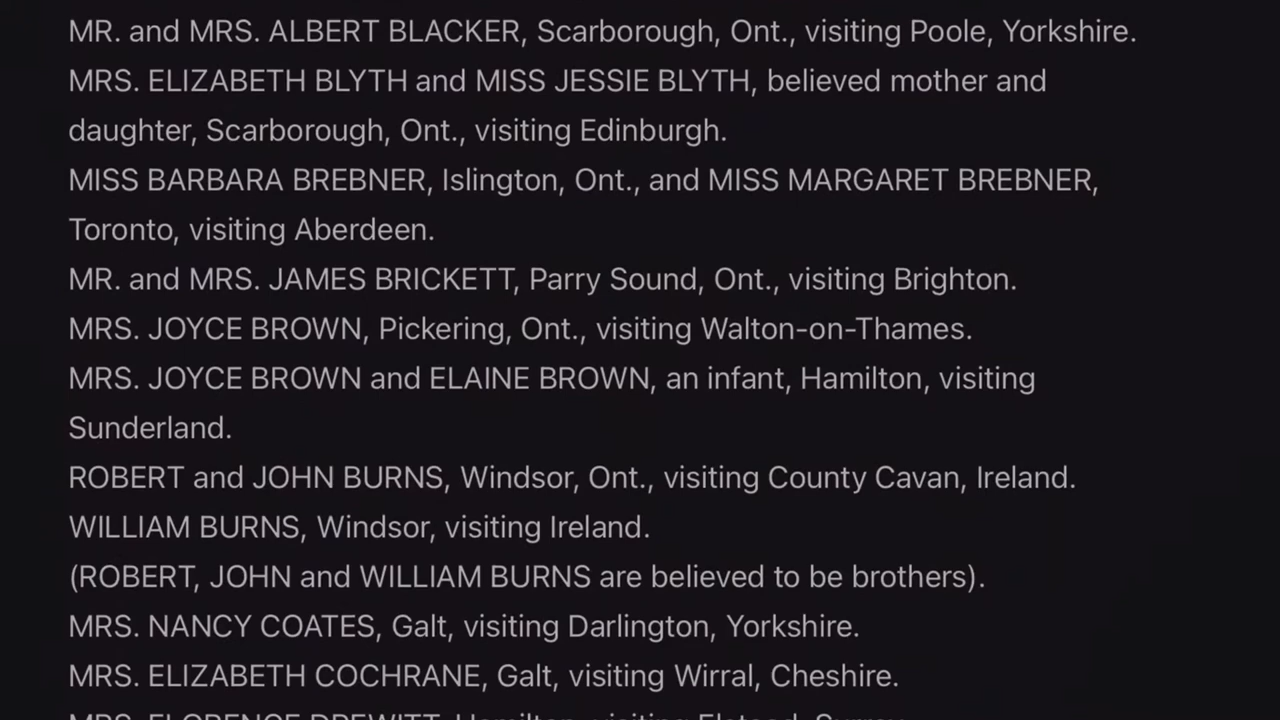 MR. and MRS. ALBERT BLACKER, Scarborough, Ont., visiting Poole, Yorkshire.
MRS. ELIZABETH BLYTH and MISS JESSIE BLYTH, believed mother and
daughter, Scarborough, Ont., visiting Edinburgh.
MISS BARBARA BREBNER, Islington, Ont., and MISS MARGARET BREBNER,
Toronto, visiting Aberdeen.
MR. and MRS. JAMES BRICKETT, Parry Sound, Ont., visiting Brighton.
MRS. JOYCE BROWN, Pickering, Ont., visiting Walton-on-Thames.
MRS. JOYCE BROWN and ELAINE BROWN, an infant, Hamilton, visiting
Sunderland.
ROBERT and JOHN BURNS, Windsor, Ont., visiting County Cavan, Ireland.
WILLIAM BURNS, Windsor, visiting Ireland.
(ROBERT, JOHN and WILLIAM BURNS are believed to be brothers).
MRS. NANCY COATES, Galt, visiting Darlington, Yorkshire.
MRS. ELIZABETH COCHRANE, Galt, visiting Wirral, Cheshire.
MRS. FLORENCE Hamilton, visiting Surrey.